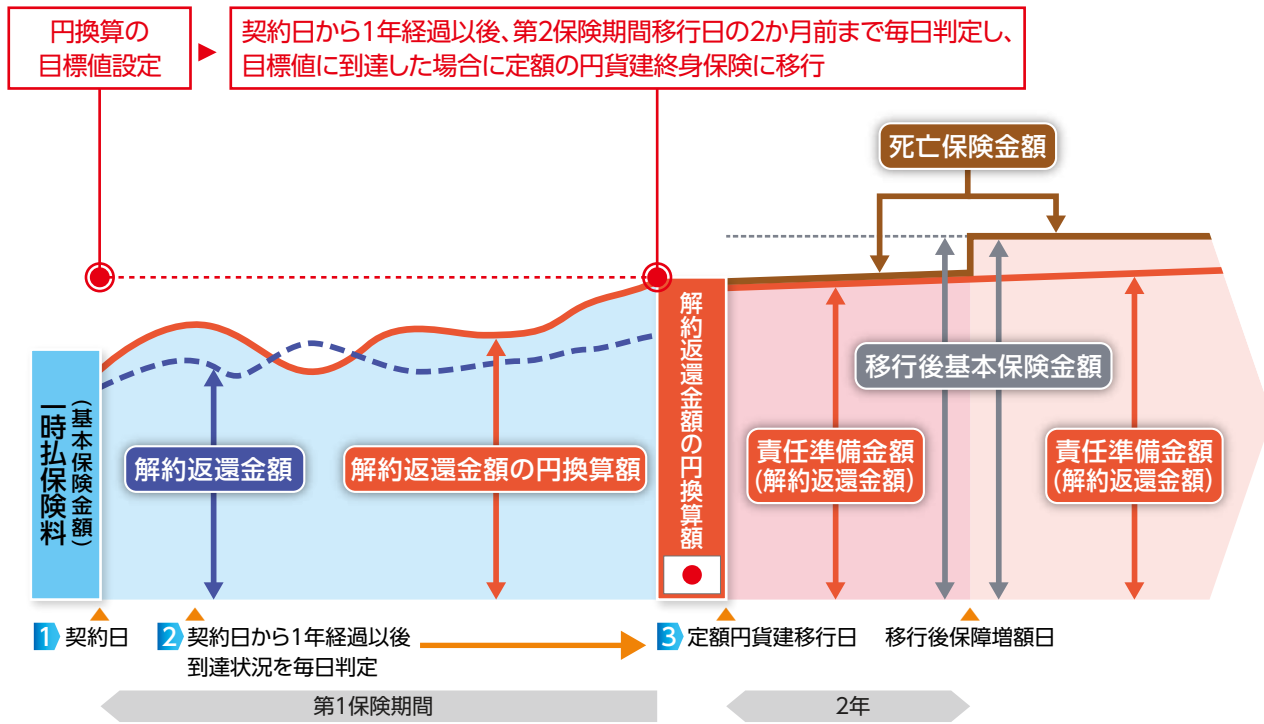 円換算の
目標値設定
契約日から1年経過以後、第2保険期間移行日の2か月前まで毎日判定し、
目標値に到達した場合に定額の円貨建終身保険に移行
死亡保険金額
一時払保険料
(基本保険金額)
解約返還金額
解約返還金額の円換算額
解約返還金額の円換算額
移行後基本保険金額
責任準備金額
(解約返還金額)
責任準備金額
(解約返還金額)
1 契約日
2 契約日から1年経過以後
到達状況を毎日判定
3 定額円貨建移行日
移行後保障増額日
第1保険期間
2年